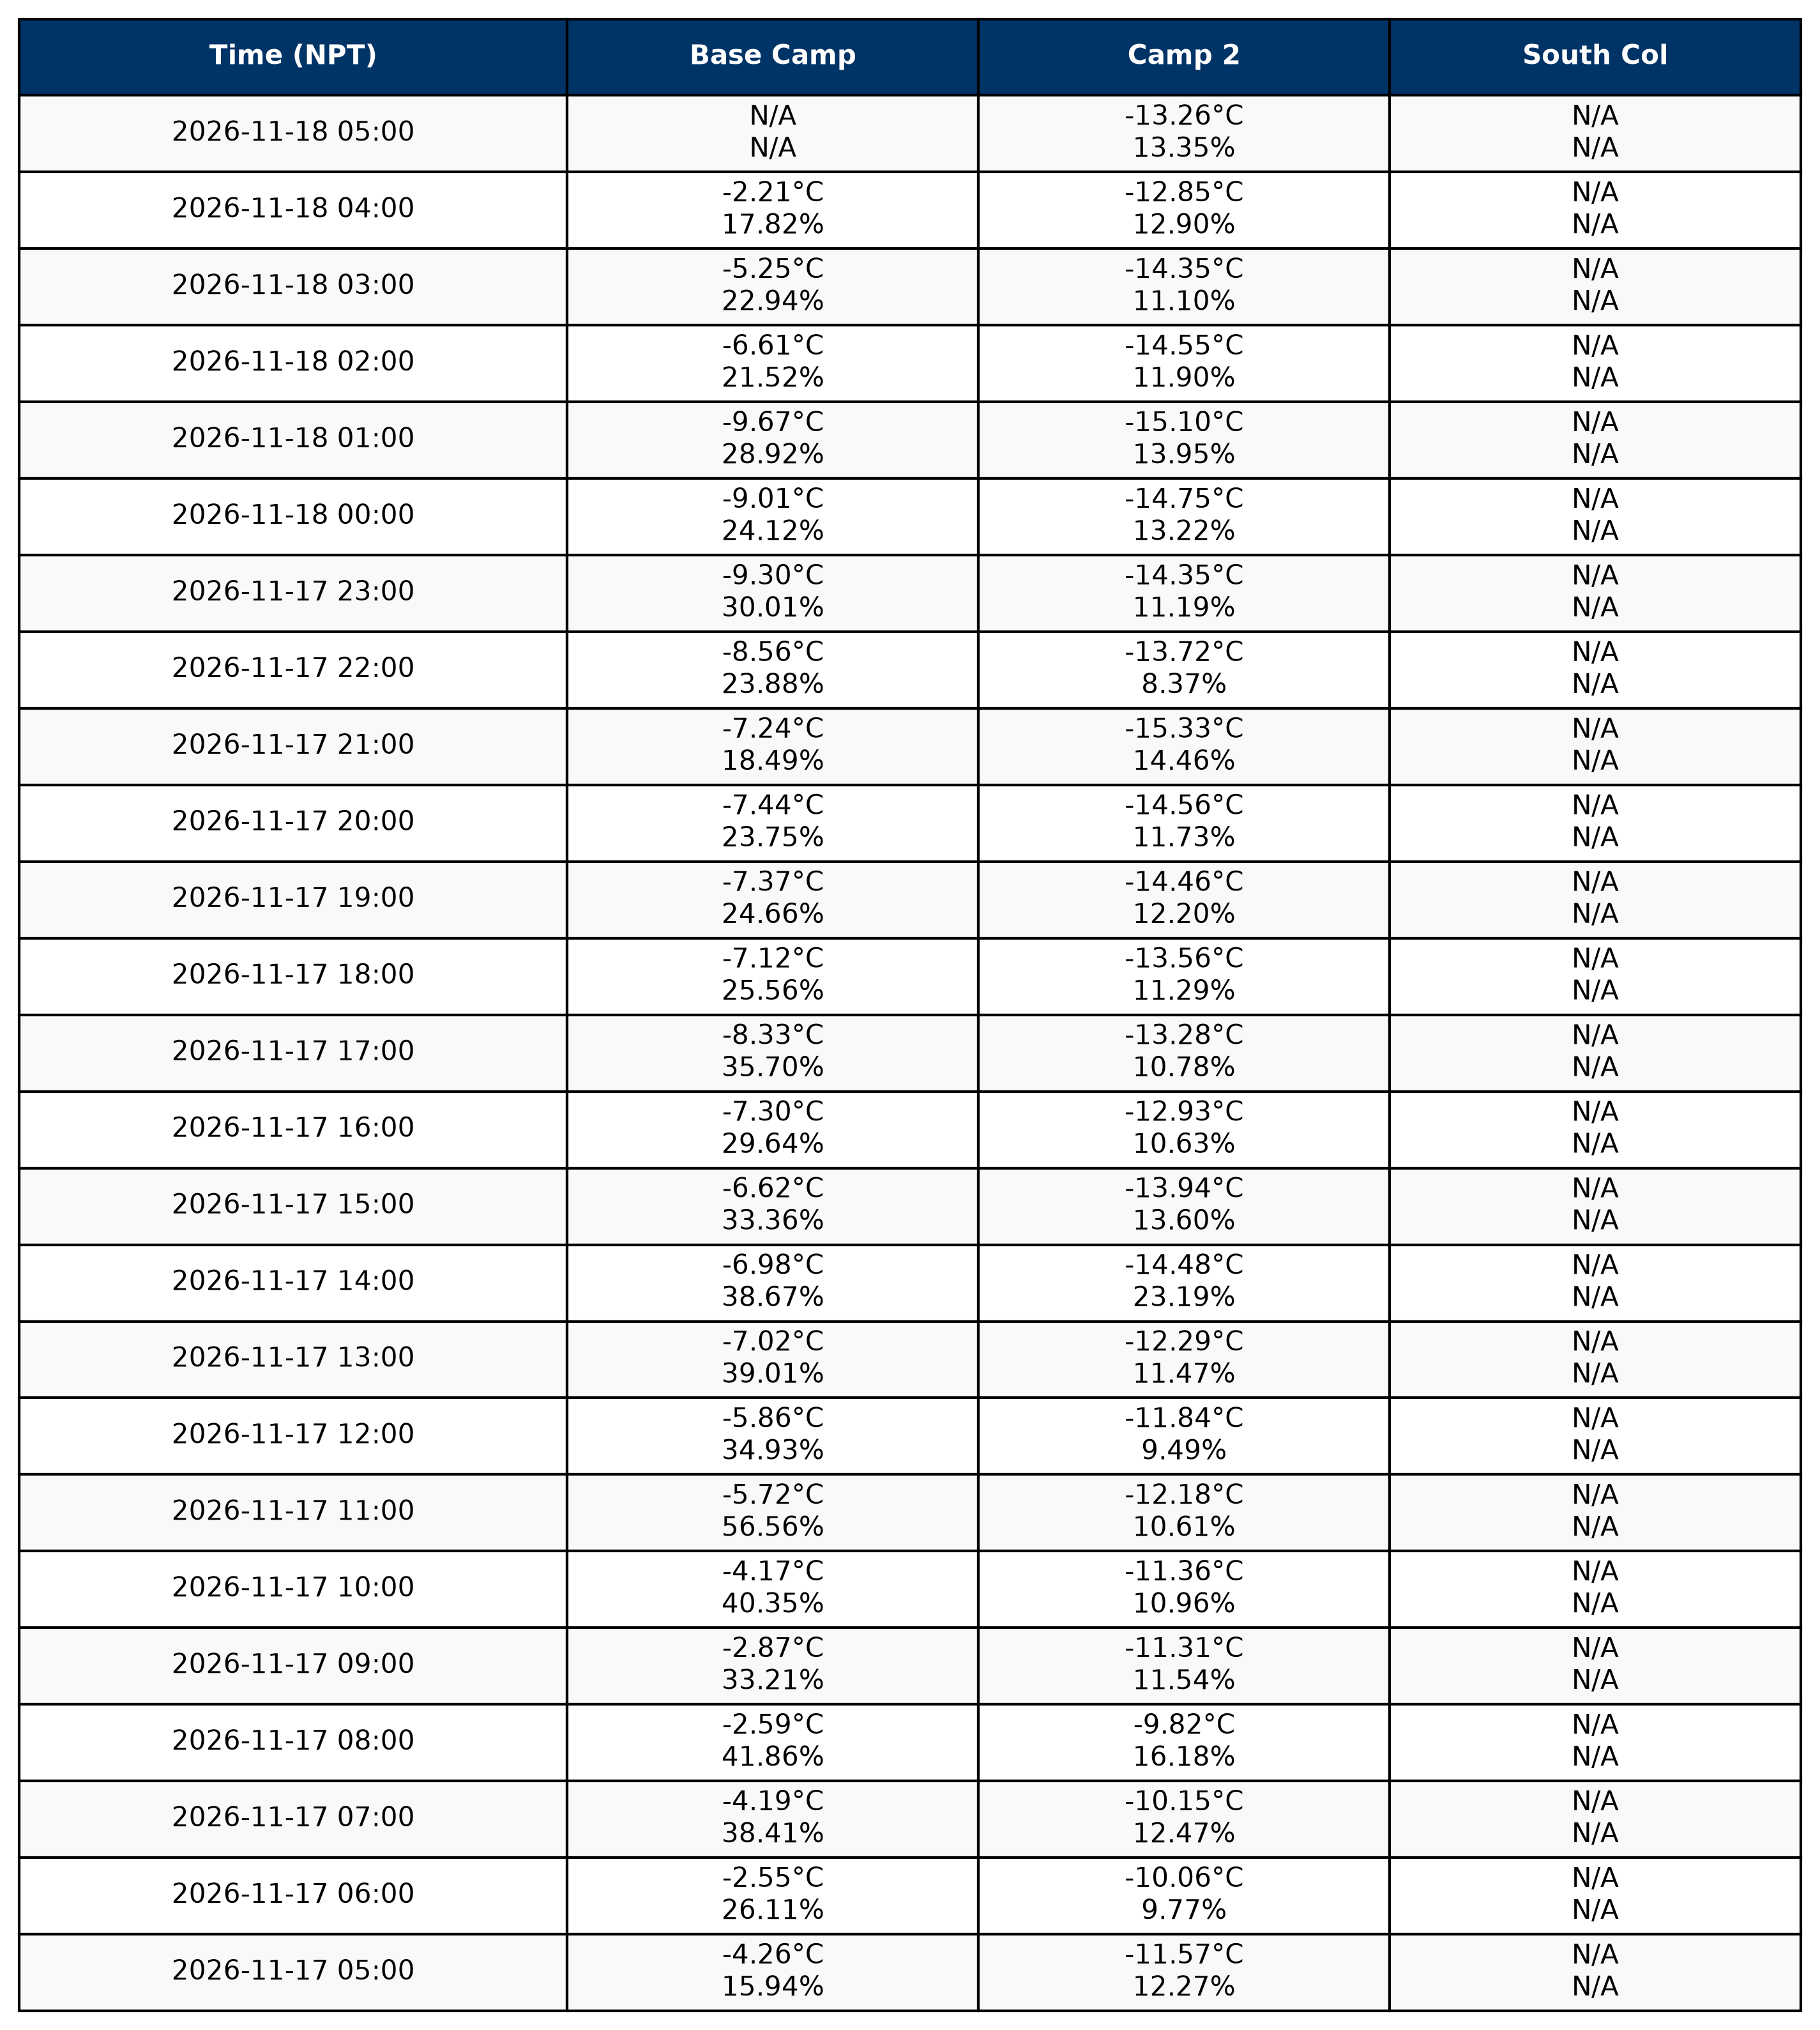 Time (NPT) Base Camp Camp 2 South Col
N/A -13.26°C N/A
2026-11-18 05:00
N/A 13.35% N/A
-2.21°C -12.85°C N/A
2026-11-18 04:00
17.82% 12.90% N/A
-5.25°C -14.35°C N/A
2026-11-18 03:00
22.94% 11.10% N/A
-6.61°C -14.55°C N/A
2026-11-18 02:00
21.52% 11.90% N/A
-9.67°C -15.10°C N/A
2026-11-18 01:00
28.92% 13.95% N/A
-9.01°C -14.75°C N/A
2026-11-18 00:00
24.12% 13.22% N/A
-9.30°C -14.35°C N/A
2026-11-17 23:00
30.01% 11.19% N/A
-8.56°C -13.72°C N/A
2026-11-17 22:00
23.88% 8.37% N/A
-7.24°C -15.33°C N/A
2026-11-17 21:00
18.49% 14.46% N/A
-7.44°C -14.56°C N/A
2026-11-17 20:00
23.75% 11.73% N/A
-7.37°C -14.46°C N/A
2026-11-17 19:00
24.66% 12.20% N/A
-7.12°C -13.56°C N/A
2026-11-17 18:00
25.56% 11.29% N/A
-8.33°C -13.28°C N/A
2026-11-17 17:00
35.70% 10.78% N/A
-7.30°C -12.93°C N/A
2026-11-17 16:00
29.64% 10.63% N/A
-6.62°C -13.94°C N/A
2026-11-17 15:00
33.36% 13.60% N/A
-6.98°C -14.48°C N/A
2026-11-17 14:00
38.67% 23.19% N/A
-7.02°C -12.29°C N/A
2026-11-17 13:00
39.01% 11.47% N/A
-5.86°C -11.84°C N/A
2026-11-17 12:00
34.93% 9.49% N/A
-5.72°C -12.18°C N/A
2026-11-17 11:00
56.56% 10.61% N/A
-4.17°C -11.36°C N/A
2026-11-17 10:00
40.35% 10.96% N/A
-2.87°C -11.31°C N/A
2026-11-17 09:00
33.21% 11.54% N/A
-2.59°C -9.82°C N/A
2026-11-17 08:00
41.86% 16.18% N/A
-4.19°C -10.15°C N/A
2026-11-17 07:00
38.41% 12.47% N/A
-2.55°C -10.06°C N/A
2026-11-17 06:00
26.11% 9.77% N/A
-4.26°C -11.57°C N/A
2026-11-17 05:00
15.94% 12.27% N/A